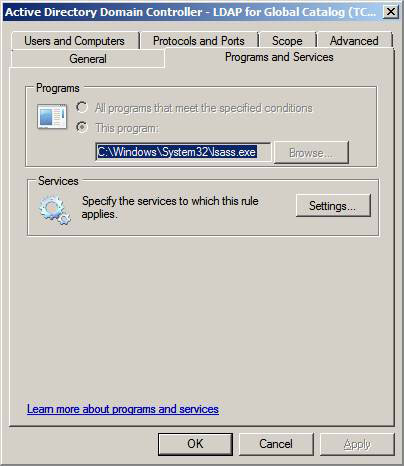 Active Directory Domain Controller - LDAP for Global Catalog (TC...
Users and Computers
Protocols and Ports
Scope
Advanced
General
Programs and Services
Programs
All programs that meet the specified conditions
This program:
C:\Windows\System32\lsass.exe
Browse...
Services
Specify the services to which this rule
applies.
Settings...
Learn more about programs and services
OK
Cancel
Apply